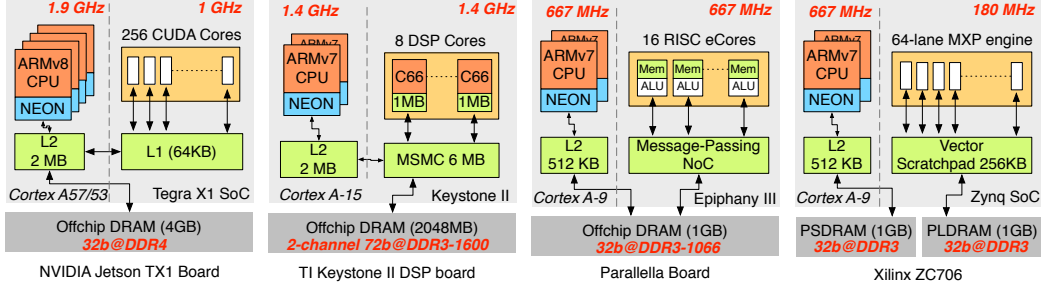 1.9 GHz
1 GHz
256 CUDA Cores
ARMv8
CPU
NEON
L2
2 MB
L1 (64KB)
Cortex A57/53
Tegra X1 SoC
Offchip DRAM (4GB)
32b@DDR4
NVIDIA Jetson TX1 Board
1.4 GHz
1.4 GHz
8 DSP Cores
ARMv7
ARMv7
CPU
NEON
C66
C66
1MB
1MB
L2
2 MB
MSMC 6 MB
Cortex A-15
Keystone II
Offchip DRAM (2048MB)
2-channel 72b@DDR3-1600
TI Keystone II DSP board
667 MHz
667 MHz
16 RISC eCores
ARMv7
ARMv7
CPU
NEON
Mem
Mem
Mem
ALU
ALU
ALU
L2
512 KB
Message-Passing
NoC
Cortex A-9
Epiphany III
Offchip DRAM (1GB)
32b@DDR3-1066
Parallella Board
667 MHz
180 MHz
64-lane MXP engine
ARMv7
ARMv7
CPU
NEON
L2
512 KB
Vector
Scratchpad 256KB
Cortex A-9
Zynq SoC
PSDRAM (1GB)
32b@DDR3
PLDRAM (1GB)
32b@DDR3
Xilinx ZC706